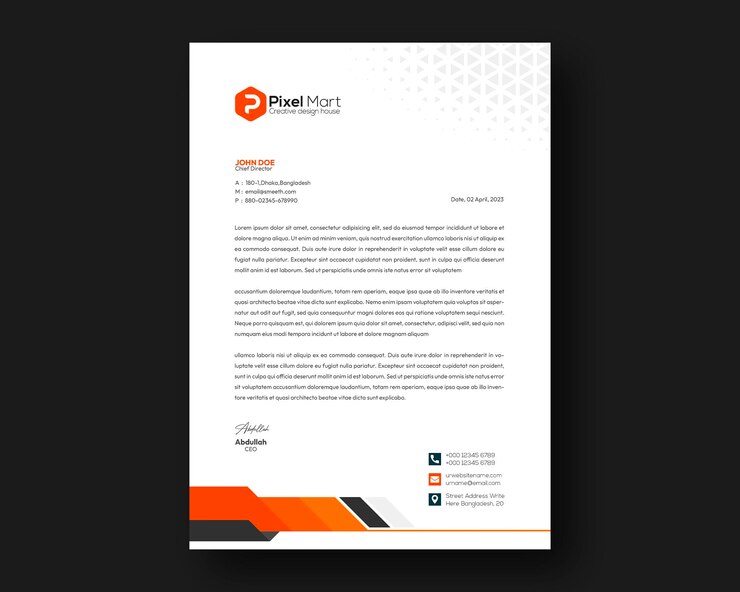 Pixel Mart
Creative design house
JOHN DOE
Chief Director
A : 180-1,Dhaka,Bangladesh
M : email@smeeth.com
P : 880-02345-678990
Date, 02 April, 2023
Lorem ipsum dolor sit amet, consectetur adipisicing elit, sed do eiusmod tempor incididunt ut labore et
dolore magna aliqua. Ut enim ad minim veniam, quis nostrud exercitation ullamco laboris nisi ut aliquip ex
ea commodo consequat. Duis aute irure dolor in reprehenderit in voluptate velit esse cillum dolore eu
fugiat nulla pariatur. Excepteur sint occaecat cupidatat non proident, sunt in culpa qui officia deserunt
mollit anim id est laborum. Sed ut perspiciatis unde omnis iste natus error sit voluptatem
accusantium doloremque laudantium, totam rem aperiam, eaque ipsa quae ab illo inventore veritatis et
quasi architecto beatae vitae dicta sunt explicabo. Nemo enim ipsam voluptatem quia voluptas sit asper-
natur aut odit aut fugit, sed quia consequuntur magni dolores eos qui ratione voluptatem sequi nesciunt.
Neque porro quisquam est, qui dolorem ipsum quia dolor sit amet, consectetur, adipisci velit, sed quia non
numquam eius modi tempora incidunt ut labore et dolore magnam aliquam
ullamco laboris nisi ut aliquip ex ea commodo consequat. Duis aute irure dolor in reprehenderit in vo-
luptate velit esse cillum dolore eu fugiat nulla pariatur. Excepteur sint occaecat cupidatat non proident,
sunt in culpa qui officia deserunt mollit anim id est laborum. Sed ut perspiciatis unde omnis iste natus error
sit voluptatem accusantium doloremque laudantium, totam rem aperiam, eaque ipsa quae ab illo inven-
tore veritatis et quasi architecto beatae vitae dicta sunt explicabo.
Abdullah
Abdullah
CEO
+000 12345 6789
+000 12345 6789
urwebsitename.com
urname@email.com
Street Address Write
Here Bangladesh, 20